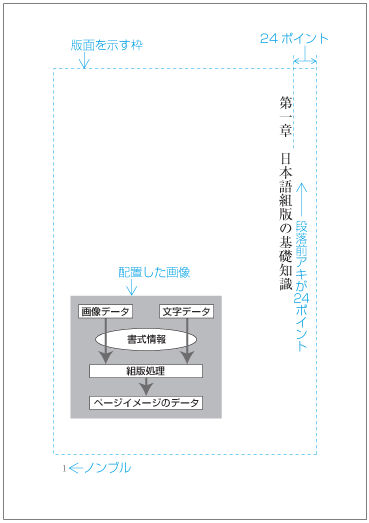 24 ポイント
版面を示す枠
第一章　日本語組版の基礎知識
段落前アキが24ポイント
配置した画像
画像データ
文字データ
書式情報
組版処理
ページイメージのデータ
1
ノンブル